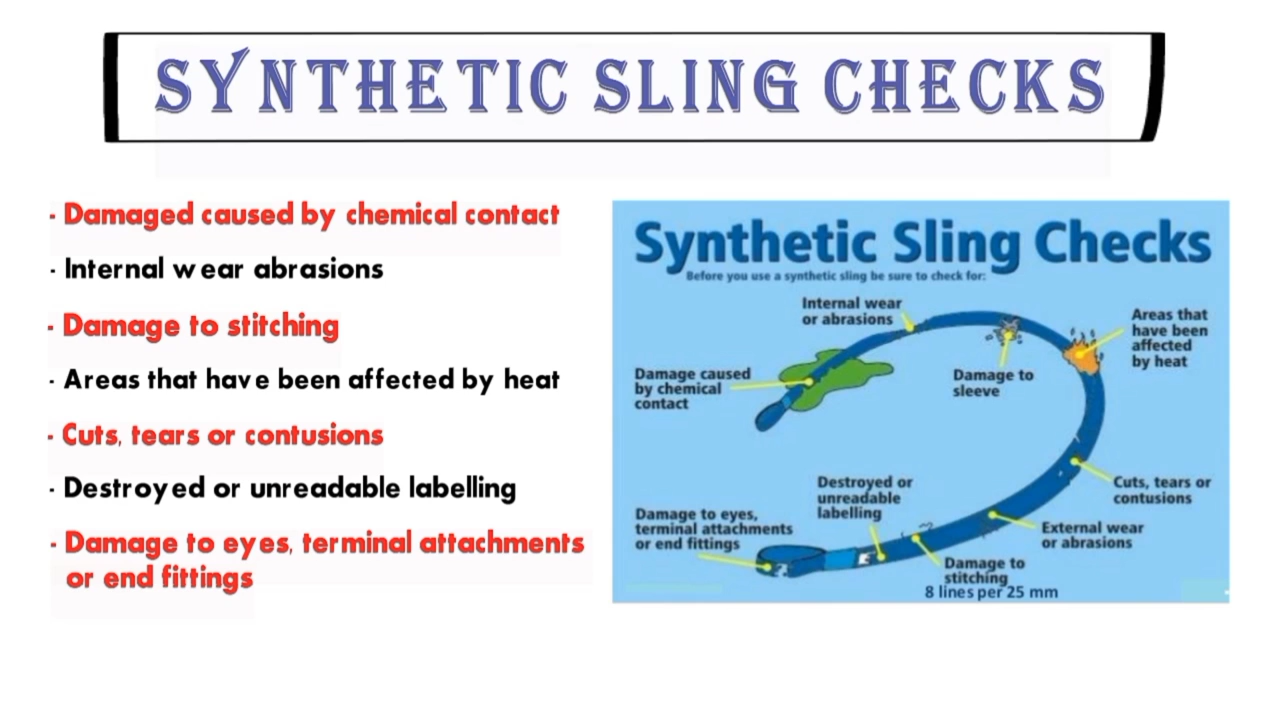 SYNTHETIC SLING CHECKS
- Damaged caused by chemical contact
- Internal wear abrasions
- Damage to stitching
- Areas that have been affected by heat
- Cuts, tears or contusions
- Destroyed or unreadable labelling
- Damage to eyes, terminal attachments
or end fittings
Synthetic Sling Checks
Before you use a synthetic sling be sure to check for:
Internal wear
or abrasions
Areas that
have been
affected
by heat
Damage caused
by chemical
contact
Damage to
sleeve
Destroyed or
unreadable
labelling
Cuts, tears or
contusions
Damage to eyes,
terminal attachments
or end fittings
External wear
or abrasions
Damage to
stitching
8 lines per 25 mm